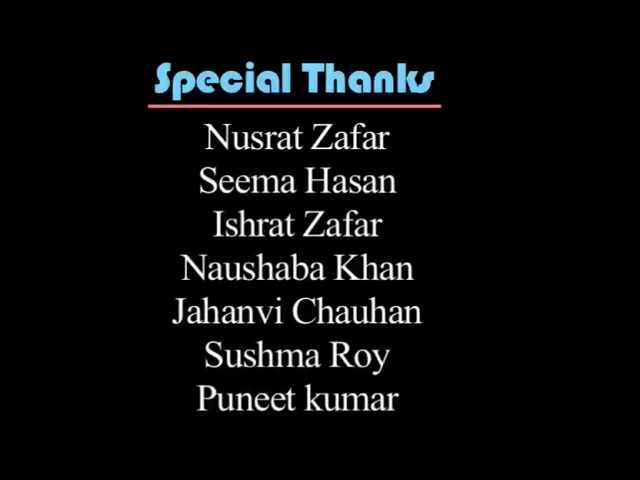 Special Thanks
Nusrat Zafar
Seema Hasan
Ishrat Zafar
Naushaba Khan
Jahanvi Chauhan
Sushma Roy
Puneet kumar